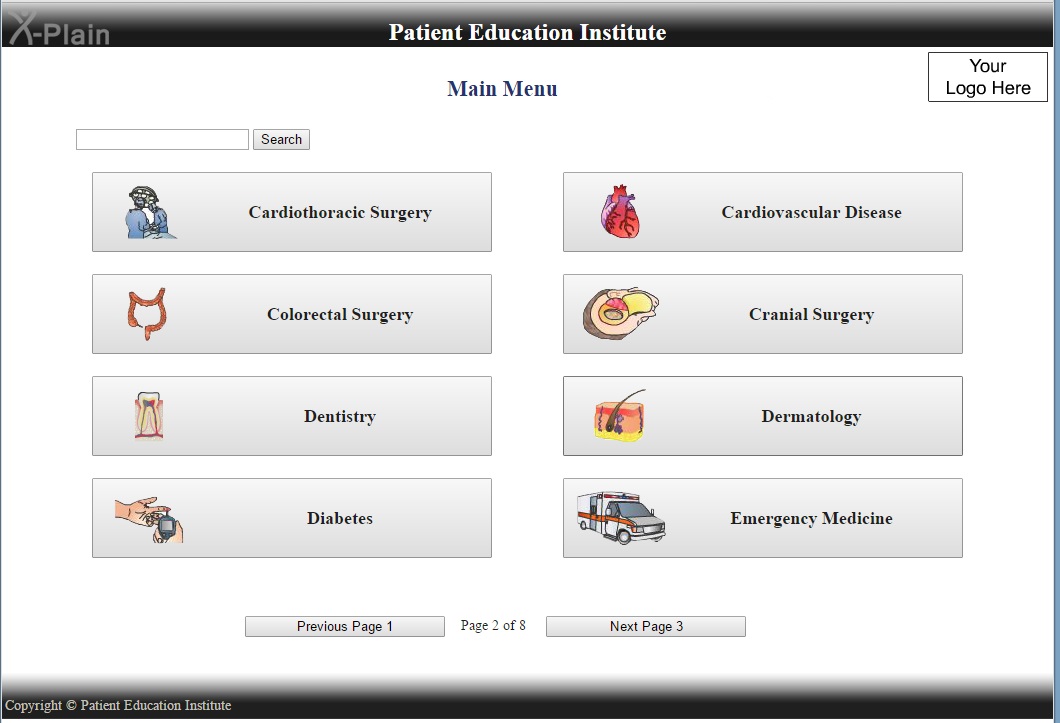 X-Plain
Patient Education Institute
Your
Logo Here
Main Menu
Search
Cardiothoracic Surgery
Cardiovascular Disease
Colorectal Surgery
Cranial Surgery
Dentistry
Dermatology
Diabetes
Emergency Medicine
Previous Page 1
Page 2 of 8
Next Page 3
Copyright © Patient Education Institute